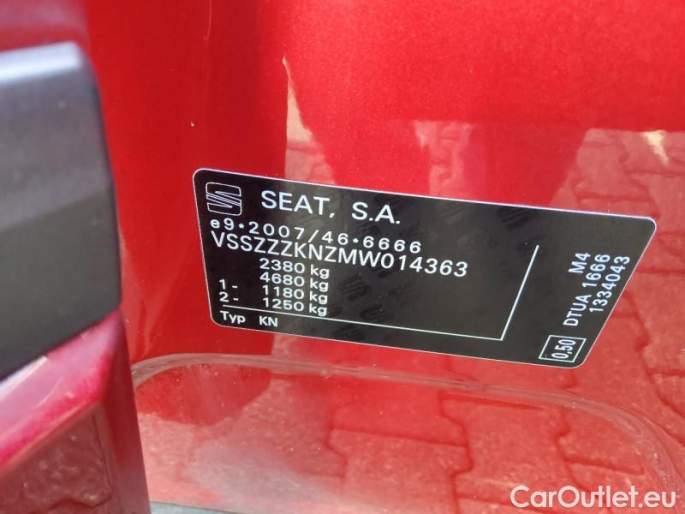 SEAT, S.A.
e9*2007/46*6666
VSSZZZKNZMW014363
2380 kg
4680 kg
1- 1180 kg
2- 1250 kg
Typ KN
M4
DTUA 1666
1334043
0,50
CarOutlet.eu